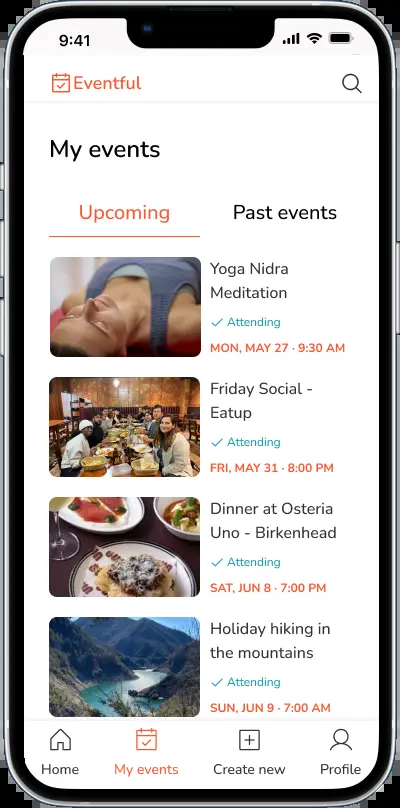 9:41
Eventful
My events
Upcoming
Past events
Yoga Nidra
Meditation
Attending
MON, MAY 27 · 9:30 AM
Friday Social -
Eatup
Attending
FRI, MAY 31 · 8:00 PM
Dinner at Osteria
Uno - Birkenhead
Attending
SAT, JUN 8 · 7:00 PM
Holiday hiking in
the mountains
Attending
SUN, JUN 9 · 7:00 AM
Home
My events
Create new
Profile